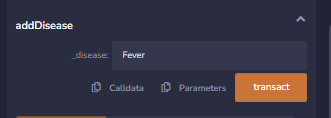 addDisease
_disease: Fever
Calldata Parameters transact